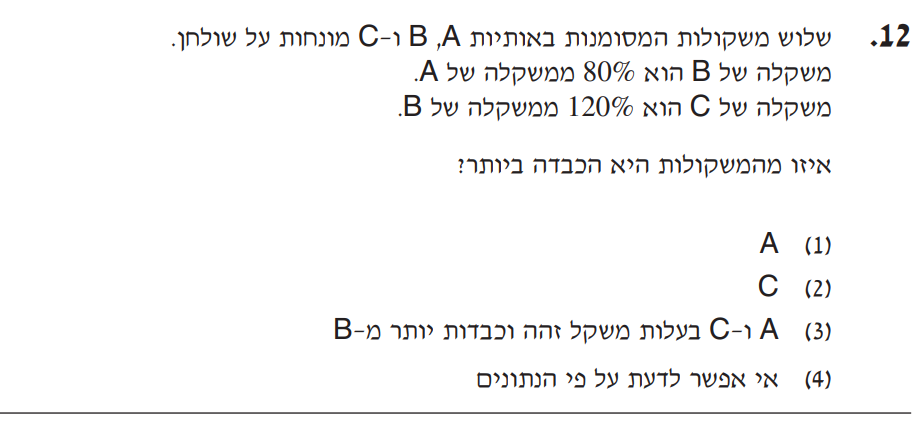 12. שלוש משקולות המסומנות באותיות A, B ו-C מונחות על שולחן.
משקלה של B הוא 80% ממשקלה של A.
משקלה של C הוא 120% ממשקלה של B.
איזו מהמשקולות היא הכבדה ביותר?
(1) A
(2) C
(3) A ו-C בעלות משקל זהה וכבדות יותר מ-B
(4) אי אפשר לדעת על פי הנתונים